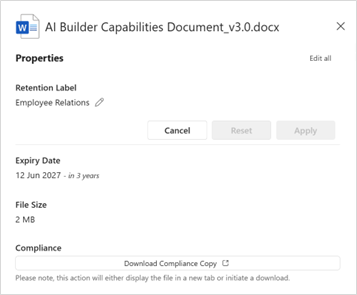 AI Builder Capabilities Document_v3.0.docx
Properties
Edit all
Retention Label
Employee Relations
Cancel
Reset
Apply
Expiry Date
12 Jun 2027 - in 3 years
File Size
2 MB
Compliance
Download Compliance Copy
Please note, this action will either display the file in a new tab or initiate a download.